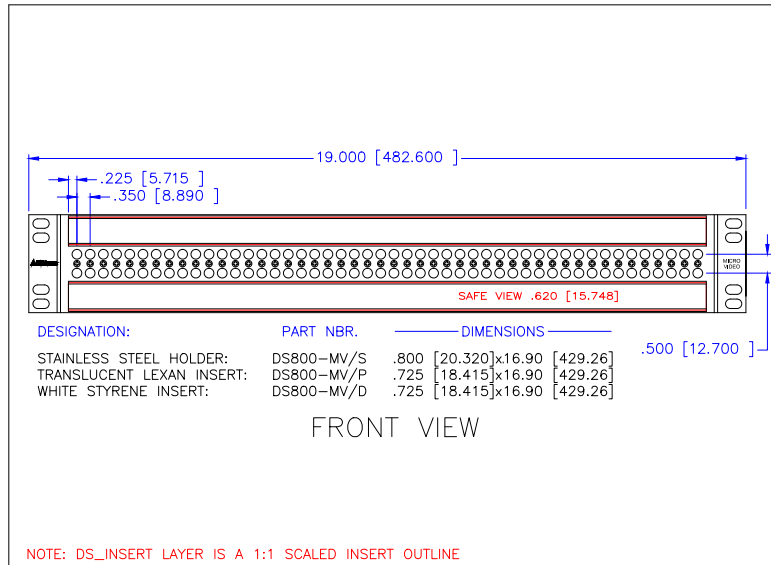 19.000 [482.600 ]
.225 [5.715 ]
.350 [8.890 ]
MICRO
VIDEO
SAFE VIEW .620 [15.748]
.500 [12.700 ]
DESIGNATION: PART NBR. DIMENSIONS
STAINLESS STEEL HOLDER: DS800-MV/S .800 [20.320]x16.90 [429.26]
TRANSLUCENT LEXAN INSERT: DS800-MV/P .725 [18.415]x16.90 [429.26]
WHITE STYRENE INSERT: DS800-MV/D .725 [18.415]x16.90 [429.26]
FRONT VIEW
NOTE: DS_INSERT LAYER IS A 1:1 SCALED INSERT OUTLINE